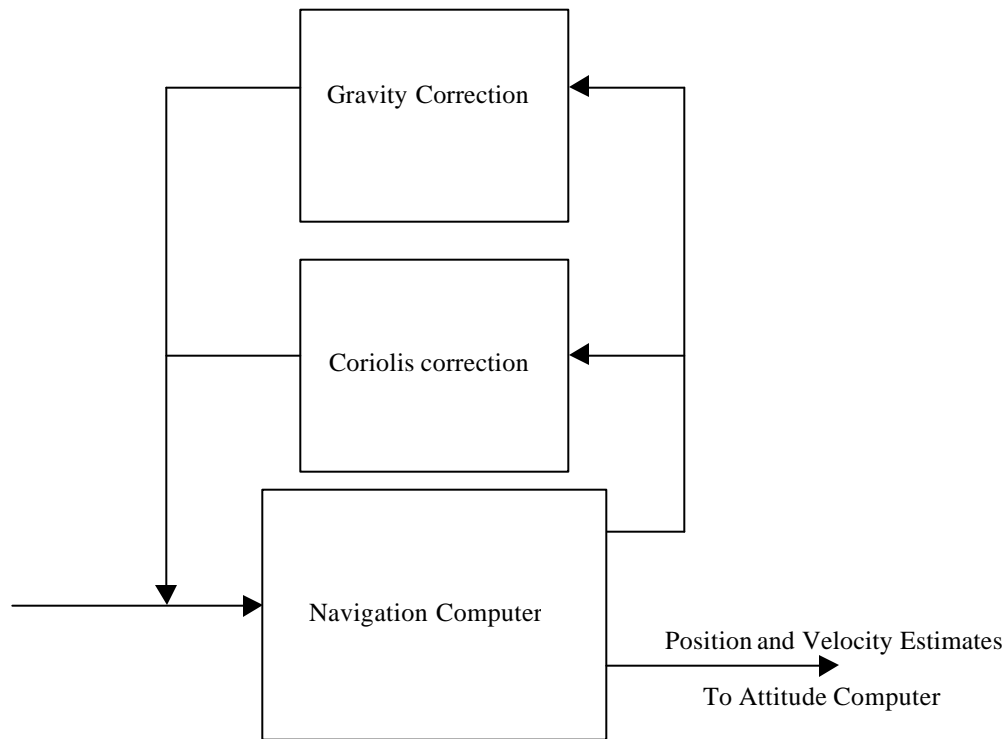 Gravity Correction
Coriolis correction
Navigation Computer
Position and Velocity Estimates
To Attitude Computer